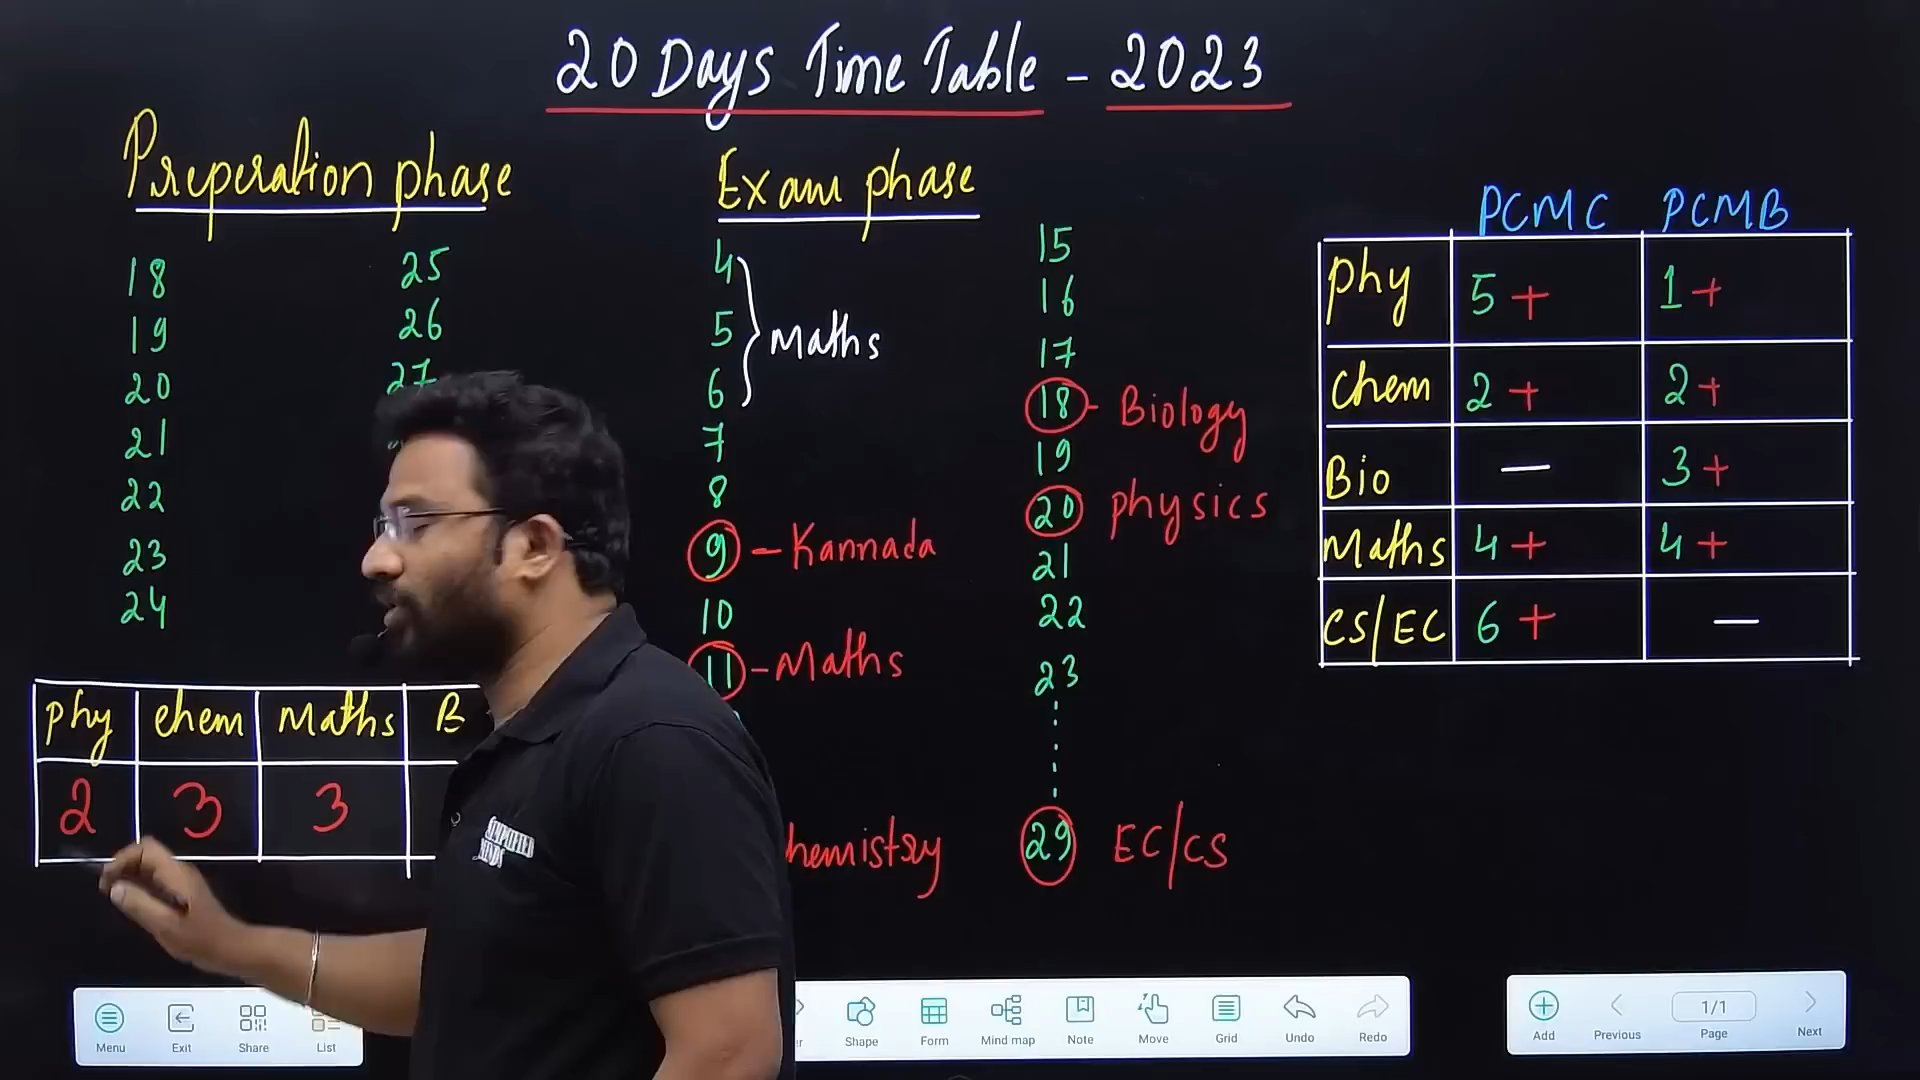 20 Days Time Table - 2023
Preperation phase
18
19
20
21
22
23
24
25
26
27
phy chem Maths B
2 3 3
Exam phase
4
5
6
Maths
7
8
9 - Kannada
10
11 - Maths
hemistry
15
16
17
18 - Biology
19
20 physics
21
22
23
29 EC/CS
PCMC PCMB
phy 5+ 1+
chem 2+ 2+
Bio — 3+
Maths 4+ 4+
CS/EC 6+ —
SIMPLIFIED
MINDS
Menu Exit Share List
Shape Form Mind map Note Move Grid Undo Redo
Add Previous 1/1 Page Next